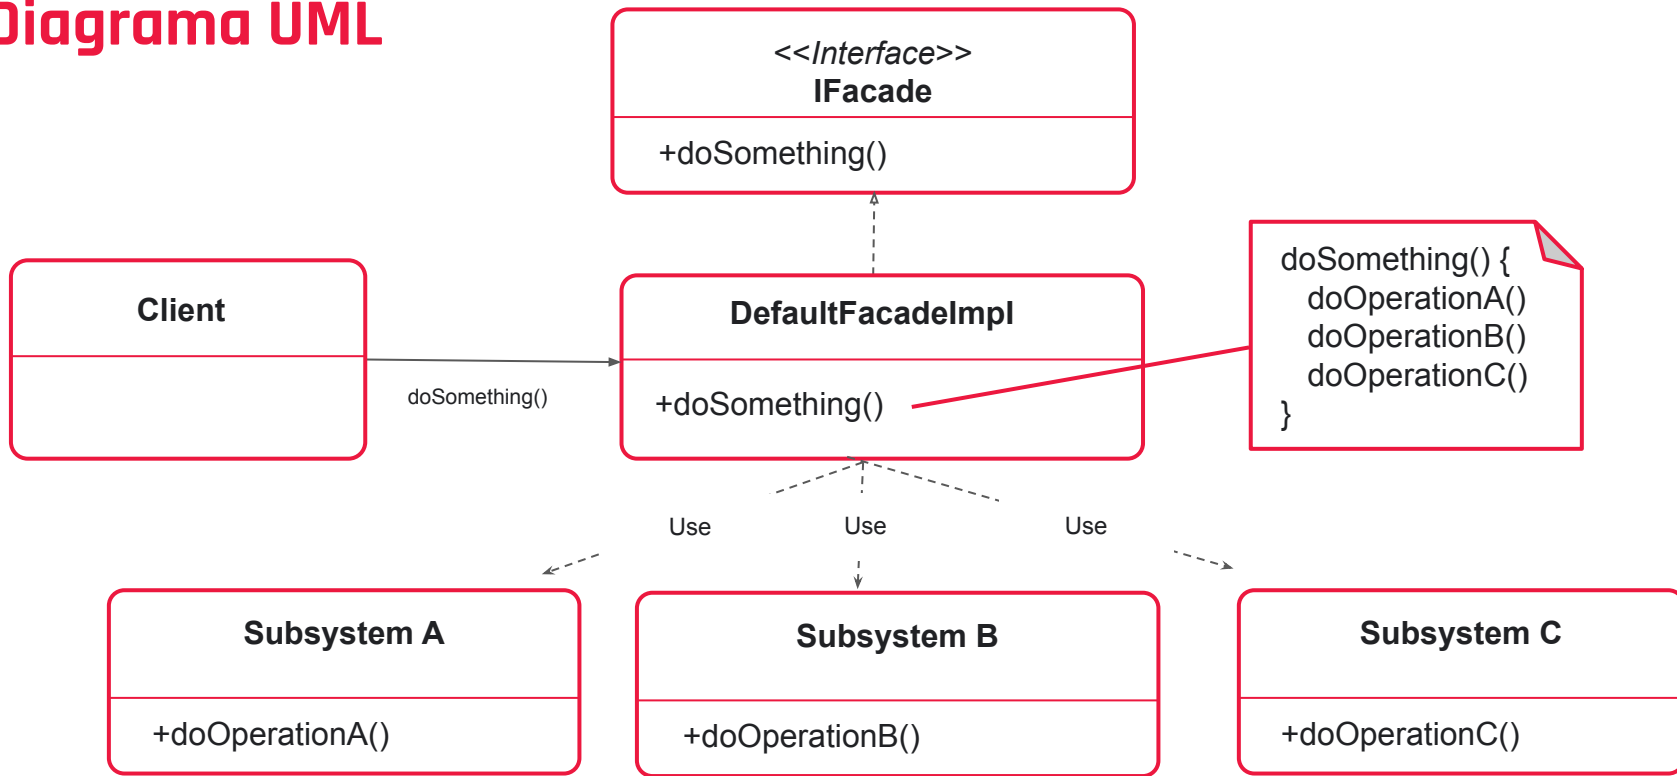 Diagrama UML
<<Interface>>
IFacade
+doSomething()
Client
doSomething()
DefaultFacadeImpl
+doSomething()
doSomething() {
doOperationA()
doOperationB()
doOperationC()
}
Use
Use
Use
Subsystem A
+doOperationA()
Subsystem B
+doOperationB()
Subsystem C
+doOperationC()